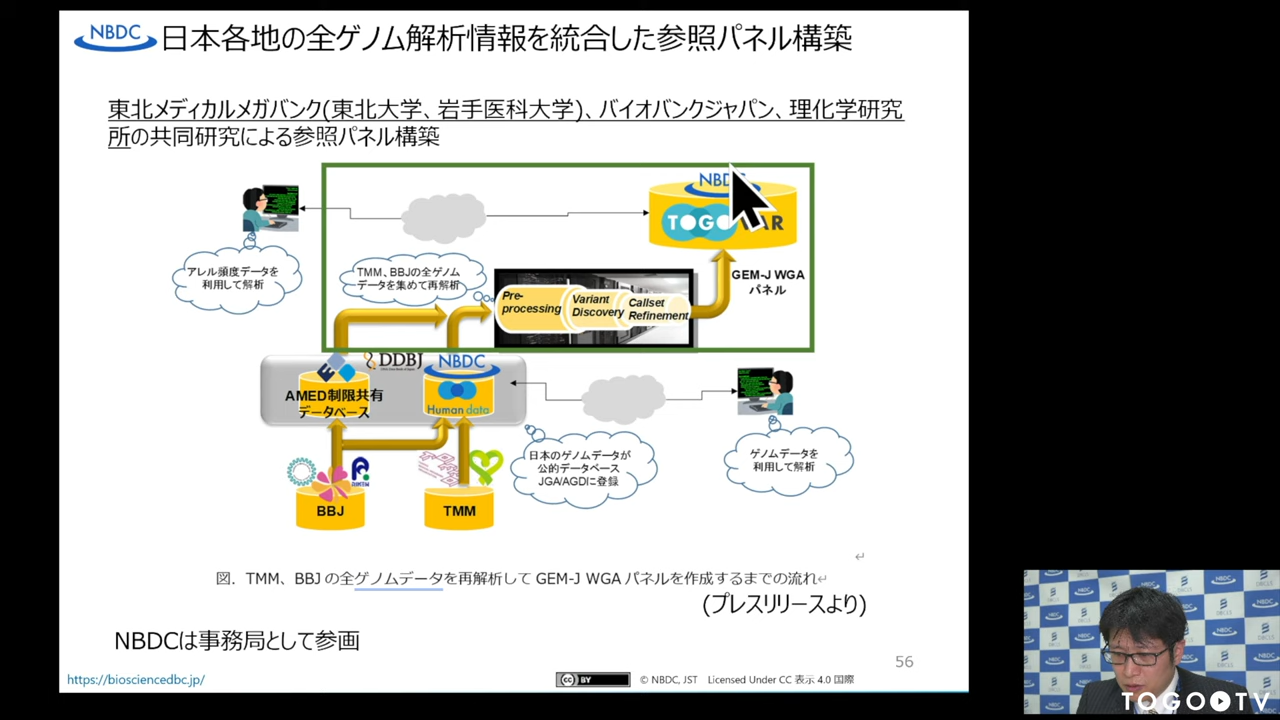 NBDC 日本各地の全ゲノム解析情報を統合した参照パネル構築
東北メディカルメガバンク(東北大学、岩手医科大学)、バイオバンクジャパン、理化学研究
所の共同研究による参照パネル構築
NBDC
TOGO
AR
アレル頻度データを
利用して解析
TMM、BBJの全ゲノム
データを集めて再解析
Pre-
processing
Variant
Discovery
Callset
Refinement
GEM-J WGA
パネル
DDBJ
NBDC
AMED制限共有
データベース
Human data
日本のゲノムデータが
公的データベース
JGA/AGDに登録
ゲノムデータを
利用して解析
BBJ
TMM
図. TMM、BBJ の全ゲノムデータを再解析して GEM-J WGA パネルを作成するまでの流れ
(プレスリリースより)
NBDCは事務局として参画
56
https://biosciencedbc.jp/
CC BY
© NBDC, JST Licensed Under CC 表示 4.0 国際
TOGO TV